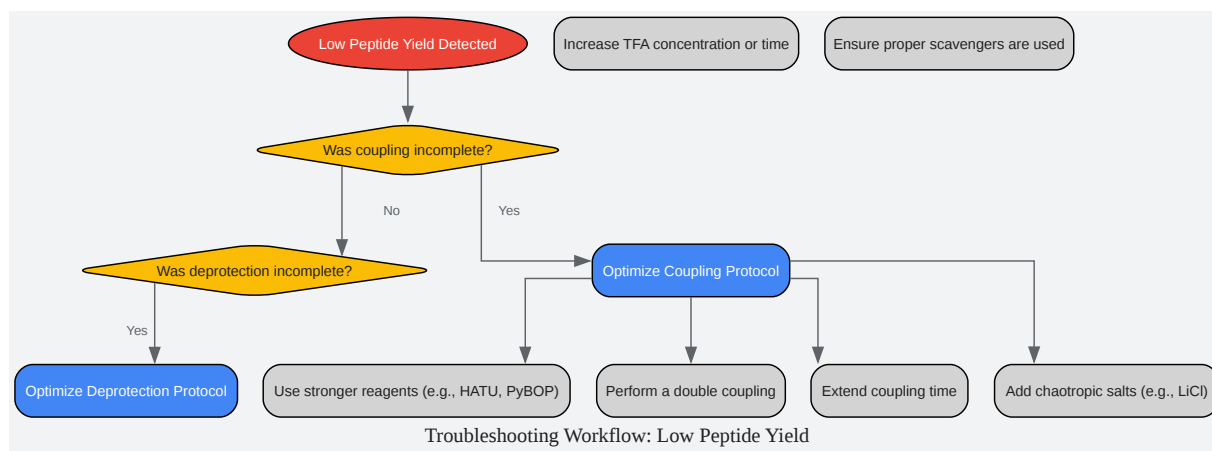 Low Peptide Yield Detected
Increase TFA concentration or time
Ensure proper scavengers are used
Was coupling incomplete?
No
Yes
Was deprotection incomplete?
Optimize Coupling Protocol
Yes
Optimize Deprotection Protocol
Use stronger reagents (e.g., HATU, PyBOP)
Perform a double coupling
Extend coupling time
Add chaotropic salts (e.g., LiCl)
Troubleshooting Workflow: Low Peptide Yield